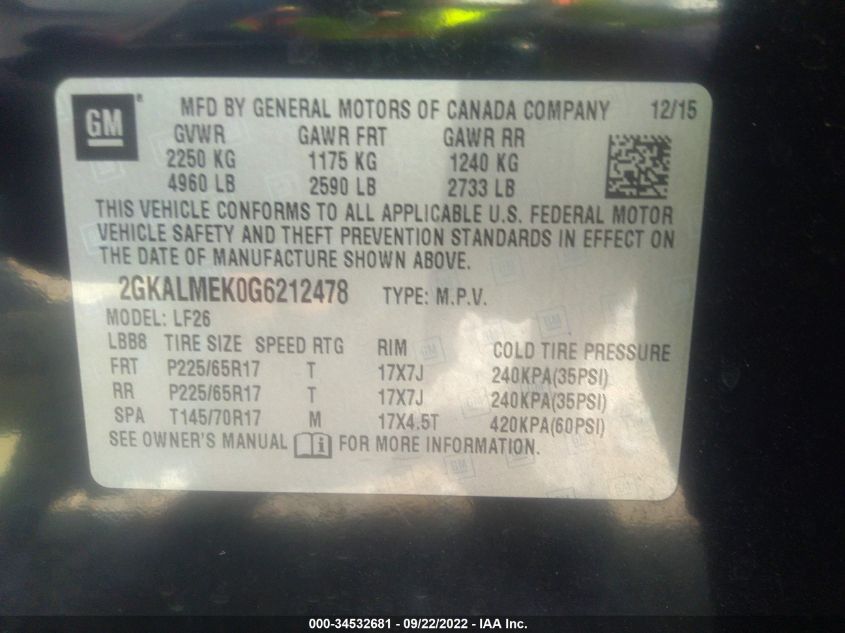 GM ® MFD BY GENERAL MOTORS OF CANADA COMPANY 12/15
GVWR GAWR FRT GAWR RR
2250 KG 1175 KG 1240 KG
4960 LB 2590 LB 2733 LB
THIS VEHICLE CONFORMS TO ALL APPLICABLE U.S. FEDERAL MOTOR
VEHICLE SAFETY AND THEFT PREVENTION STANDARDS IN EFFECT ON
THE DATE OF MANUFACTURE SHOWN ABOVE.
2GKALMEK0G6212478 TYPE: M.P.V.
MODEL: LF26
LBB8 TIRE SIZE SPEED RTG RIM COLD TIRE PRESSURE
FRT P225/65R17 T 17X7J 240KPA(35PSI)
RR P225/65R17 T 17X7J 240KPA(35PSI)
SPA T145/70R17 M 17X4.5T 420KPA(60PSI)
SEE OWNER'S MANUAL FOR MORE INFORMATION.
000-34532681 - 09/22/2022 - IAA Inc.